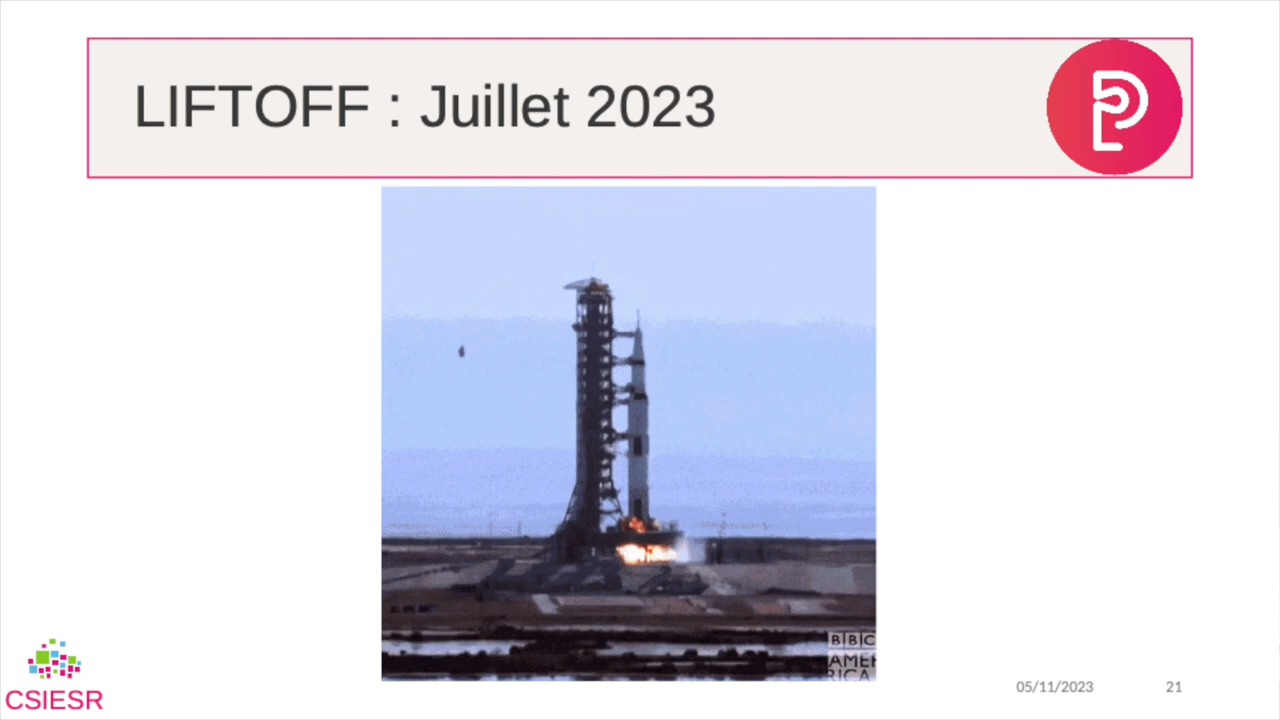 LIFTOFF : Juillet 2023
BBC
AMER
RICA
CSIESR
05/11/2023
21